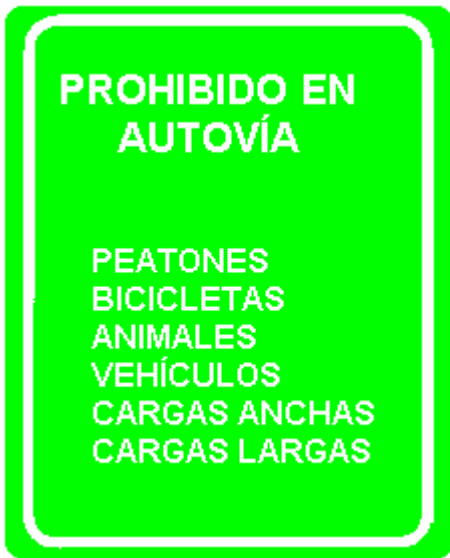 PROHIBIDO EN
AUTOVÍA
PEATONES
BICICLETAS
ANIMALES
VEHÍCULOS
CARGAS ANCHAS
CARGAS LARGAS